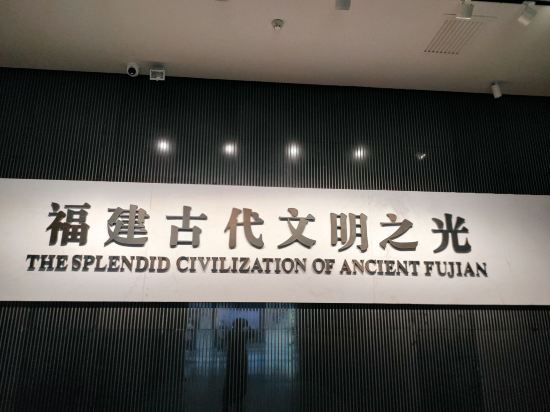 福建古代文明之光
THE SPLENDID CIVILIZATION OF ANCIENT FUJIAN